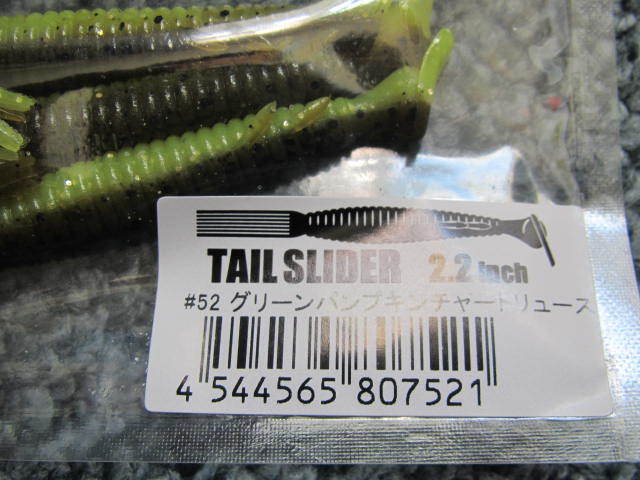 TAIL SLIDER 2.2 inch
#52 グリーンパンプキンチャートリュース
4 544565 807521